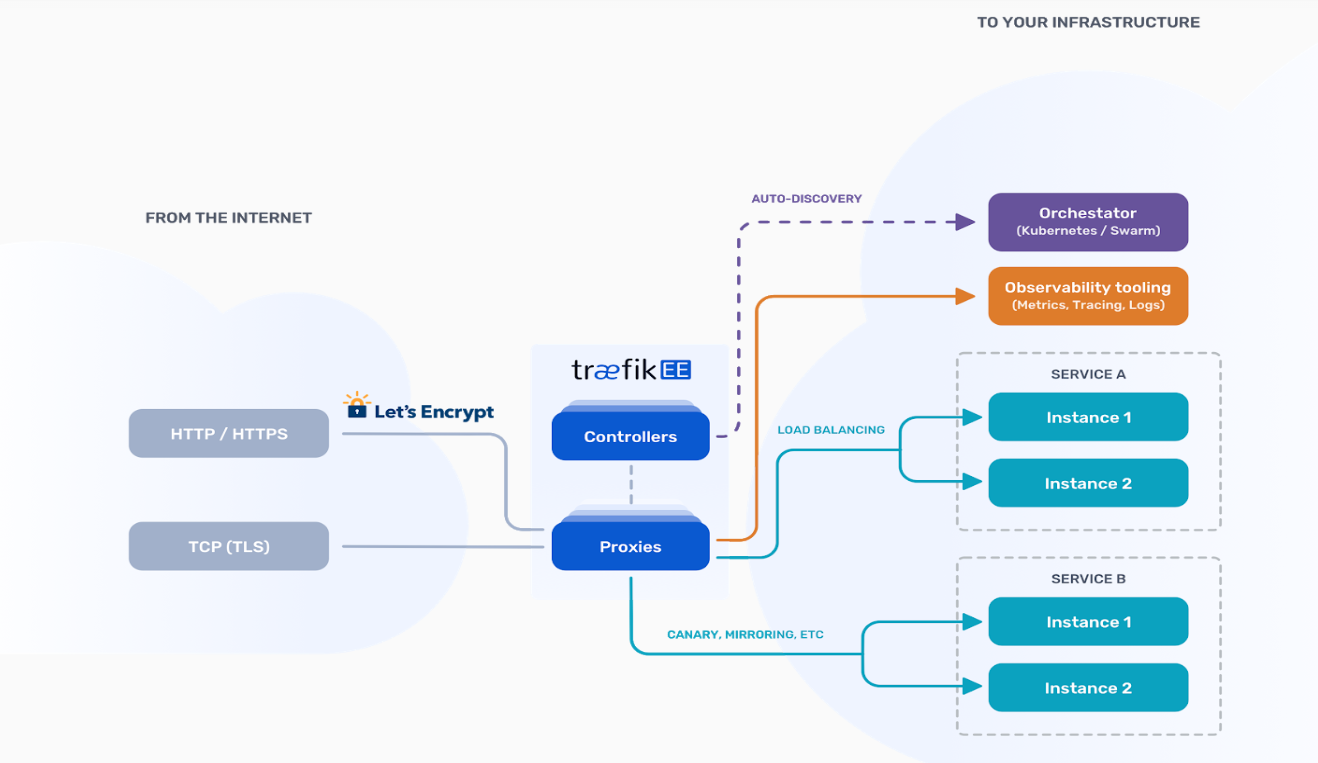 TO YOUR INFRASTRUCTURE
FROM THE INTERNET
AUTO-DISCOVERY
Orchestator
(Kubernetes / Swarm)
Observability tooling
(Metrics, Tracing, Logs)
træfik EE
SERVICE A
Let's Encrypt
HTTP / HTTPS
Controllers
LOAD BALANCING
Instance 1
Instance 2
TCP (TLS)
Proxies
SERVICE B
CANARY, MIRRORING, ETC
Instance 1
Instance 2